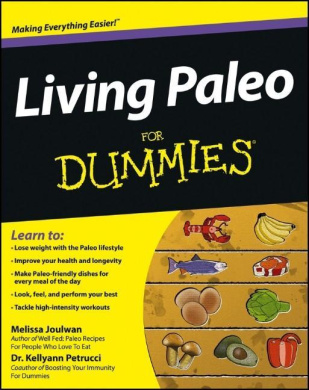 Making Everything Easier!™
Living Paleo
FOR
DUMMIES®
Learn to:
• Lose weight with the Paleo lifestyle
• Improve your health and longevity
• Make Paleo-friendly dishes for
every meal of the day
• Look, feel, and perform your best
• Tackle high-intensity workouts
Melissa Joulwan
Author of Well Fed: Paleo Recipes
For People Who Love To Eat
Dr. Kellyann Petrucci
Coauthor of Boosting Your Immunity
For Dummies